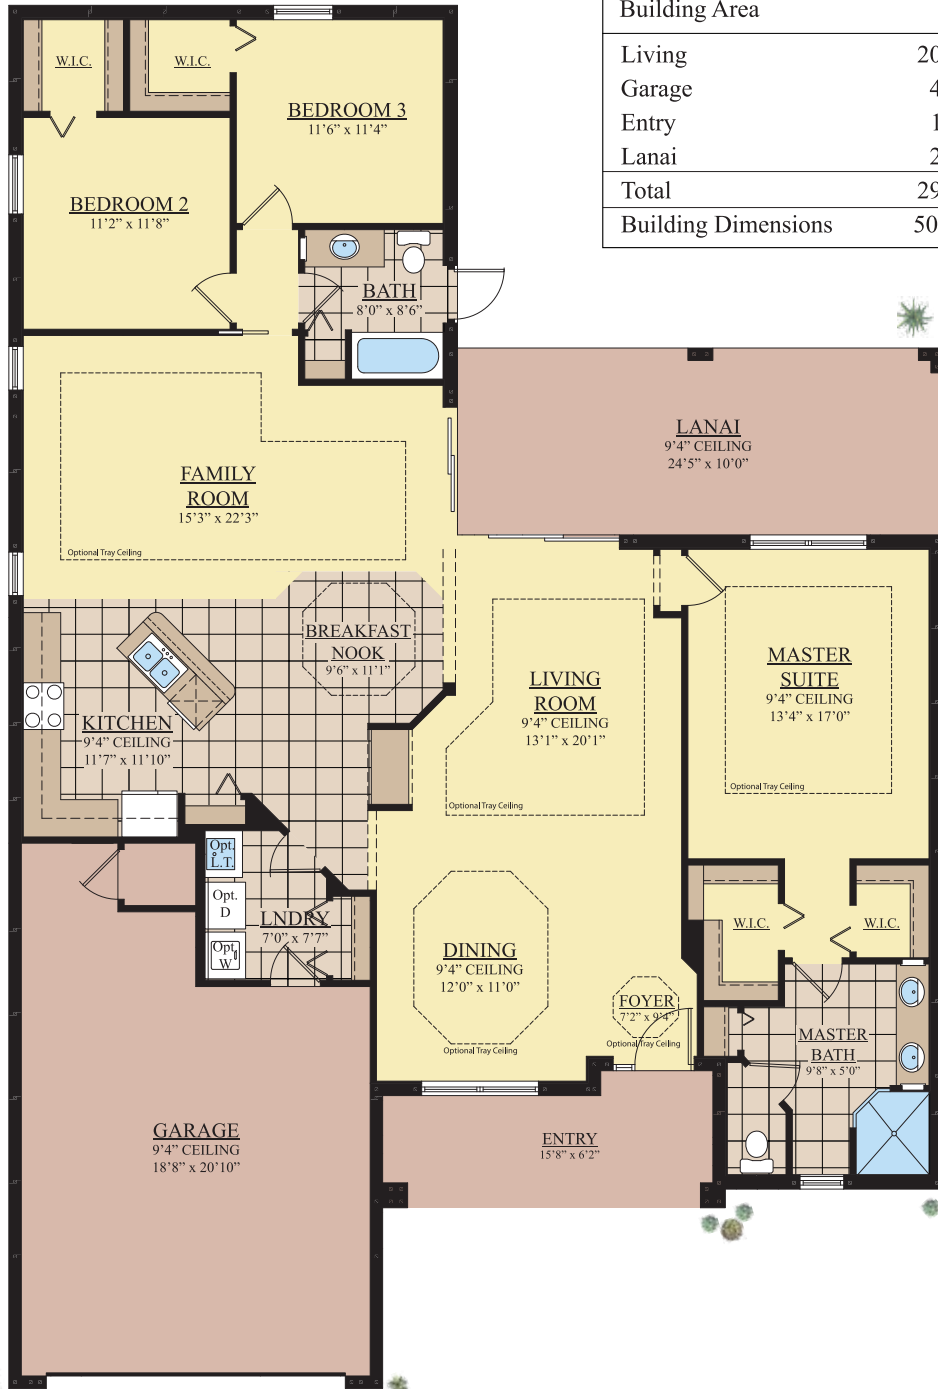 Building Area
Living 20
Garage 4
Entry 1
Lanai 2
Total 29
Building Dimensions 50
W.I.C.
W.I.C.
BEDROOM 3
11’6” x 11’4”
BEDROOM 2
11’2” x 11’8”
BATH
8’0” x 8’6”
LANAI
9’4” CEILING
24’5” x 10’0”
FAMILY
ROOM
15’3” x 22’3”
Optional Tray Ceiling
BREAKFAST
NOOK
9’6” x 11’1”
LIVING
ROOM
9’4” CEILING
13’1” x 20’1”
Optional Tray Ceiling
MASTER
SUITE
9’4” CEILING
13’4” x 17’0”
Optional Tray Ceiling
KITCHEN
9’4” CEILING
11’7” x 11’10”
Opt.
L.T.
Opt.
D
Opt.
W
LNDRY
7’0” x 7’7”
DINING
9’4” CEILING
12’0” x 11’0”
Optional Tray Ceiling
FOYER
7’2” x 9’4”
Optional Tray Ceiling
W.I.C.
W.I.C.
MASTER
BATH
9’8” x 5’0”
GARAGE
9’4” CEILING
18’8” x 20’10”
ENTRY
15’8” x 6’2”